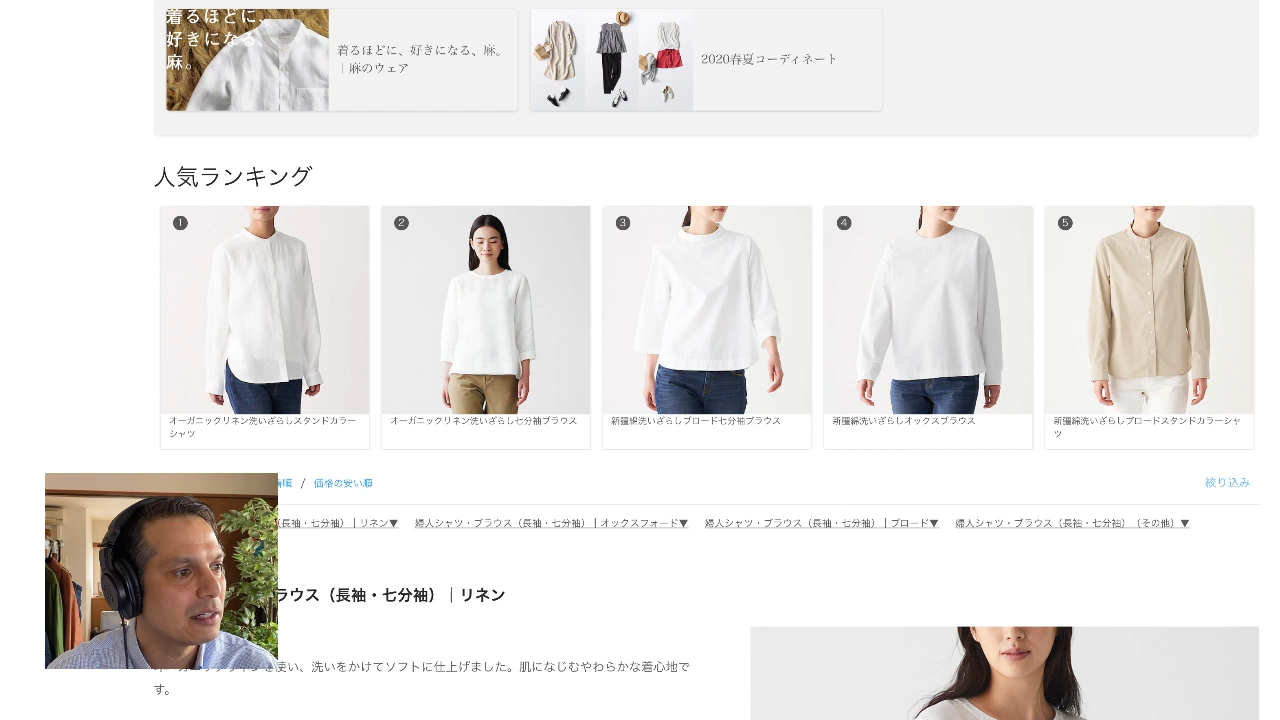 着るほどに、
好きになる、
麻。
着るほどに、好きになる、麻。
｜麻のウェア
2020春夏コーディネート
人気ランキング
1
2
3
4
5
オーガニックリネン洗いざらしスタンドカラー
シャツ
オーガニックリネン洗いざらし七分袖ブラウス
新疆綿洗いざらしブロード七分袖ブラウス
新疆綿洗いざらしオックスブラウス
新疆綿洗いざらしブロードスタンドカラーシャ
ツ
着順 / 価格の安い順
絞り込み
（長袖・七分袖）｜リネン▼ 婦人シャツ・ブラウス（長袖・七分袖）｜オックスフォード▼ 婦人シャツ・ブラウス（長袖・七分袖）｜ブロード▼ 婦人シャツ・ブラウス（長袖・七分袖）（その他）▼
ラウス（長袖・七分袖）｜リネン
を使い、洗いをかけてソフトに仕上げました。肌になじむやわらかな着心地で
す。